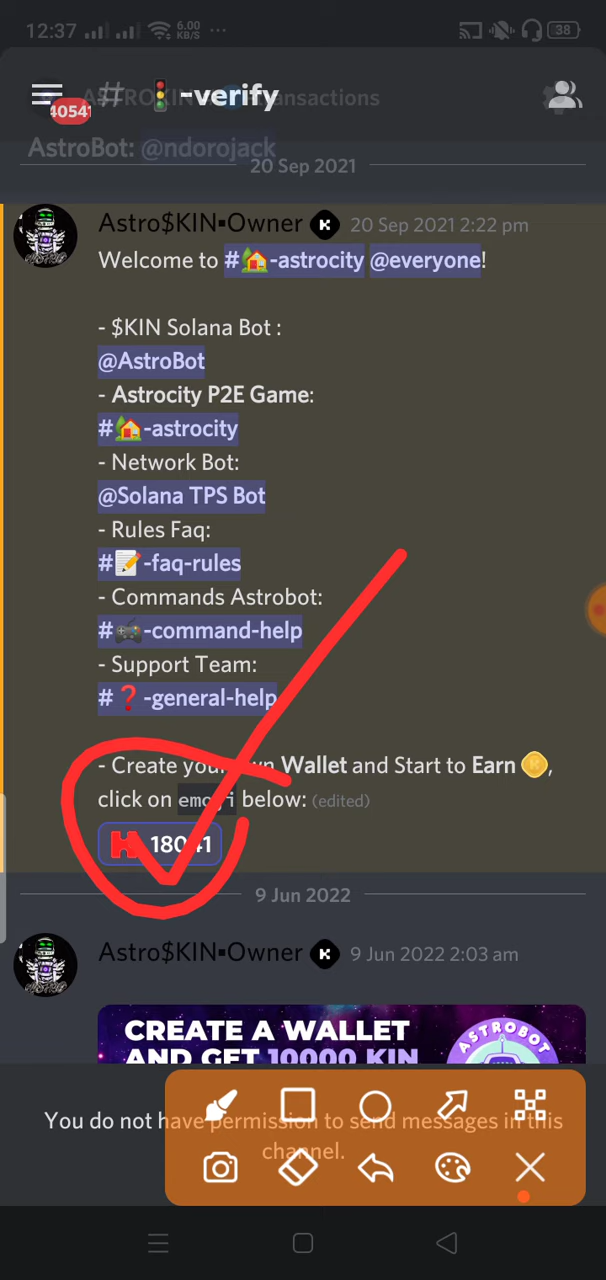 12:37
6.00
KB/S
38
40541
# 🚦-verify
transactions
AstroBot: @ndorojack
20 Sep 2021
Astro$KIN▪Owner 20 Sep 2021 2:22 pm
Welcome to #🏡-astrocity @everyone!
- $KIN Solana Bot :
@AstroBot
- Astrocity P2E Game:
#🏡-astrocity
- Network Bot:
@Solana TPS Bot
- Rules Faq:
#📝-faq-rules
- Commands Astrobot:
#🎮-command-help
- Support Team:
#❓-general-help
- Create your own Wallet and Start to Earn ,
click on emoji below: (edited)
18041
9 Jun 2022
Astro$KIN▪Owner 9 Jun 2022 2:03 am
CREATE A WALLET
AND GET 10000 KIN
ASTROBOT
You do not have permission to send messages in this
channel.